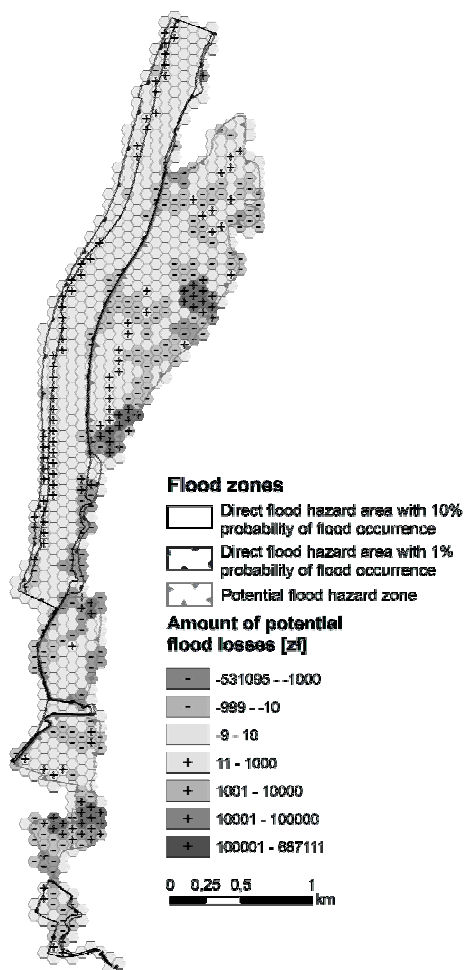 Flood zones
Direct flood hazard area with 10%
probability of flood occurrence
Direct flood hazard area with 1%
probability of flood occurrence
Potential flood hazard zone
Amount of potential
flood losses [zł]
- -531095 - -1000
- -999 - -10
-9 - 10
+ 11 - 1000
+ 1001 - 10000
+ 10001 - 100000
+ 100001 - 687111
0 0,25 0,5 1
km